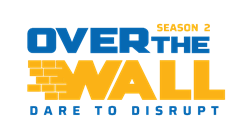 SEASON 2
OVER THE
WALL
DARE TO DISRUPT